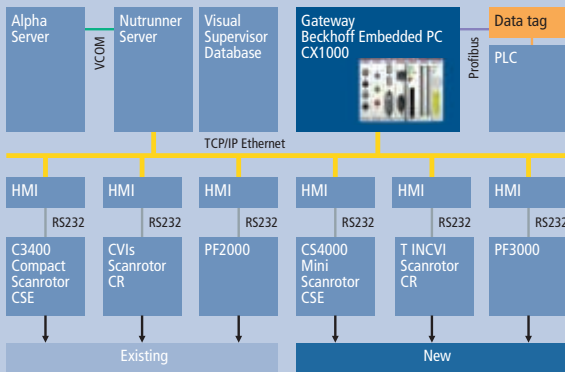 Alpha
Server
VCOM
Nutrunner
Server
Visual
Supervisor
Database
Gateway
Beckhoff Embedded PC
CX1000
Profibus
Data tag
PLC
TCP/IP Ethernet
HMI
HMI
HMI
HMI
HMI
HMI
RS232
RS232
RS232
RS232
RS232
RS232
C3400
Compact
Scanrotor
CSE
CVIs
Scanrotor
CR
PF2000
CS4000
Mini
Scanrotor
CSE
T INCVI
Scanrotor
CR
PF3000
Existing
New